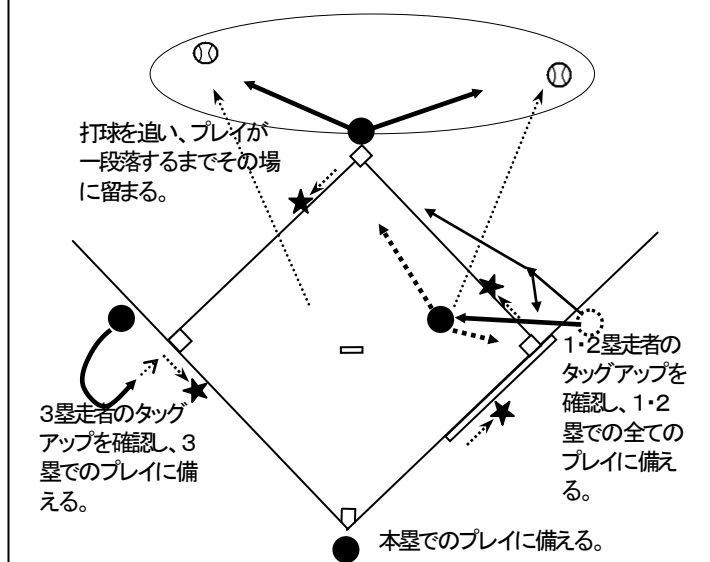 打球を追い、プレイが
一段落するまでその場
に留まる。
1・2塁走者の
タッグアップを
確認し、1・2
塁での全ての
プレイに備え
る。
3塁走者のタッグ
アップを確認し、3
塁でのプレイに備
える。
本塁でのプレイに備える。